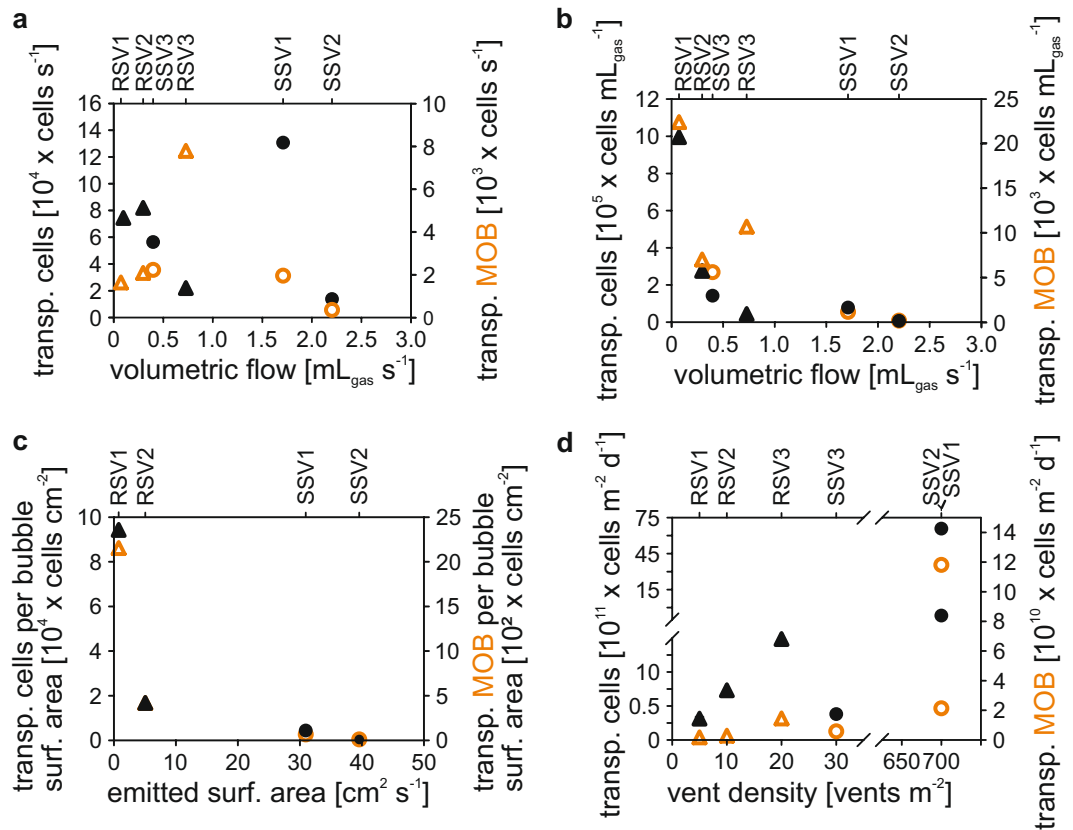 a
RSV1
RSV2
SSV3
RSV3
SSV1
SSV2
transp. cells [10⁴ x cells s⁻¹]
16
14
12
10
8
6
4
2
0
10
8
6
4
2
0
transp. MOB [10³ x cells s⁻¹]
0 0.5 1.0 1.5 2.0 2.5 3.0
volumetric flow [mLgas s⁻¹]
b
RSV1
RSV2
SSV3
RSV3
SSV1
SSV2
transp. cells [10⁵ x cells mLgas⁻¹]
12
10
8
6
4
2
0
25
20
15
10
5
0
transp. MOB [10³ x cells mLgas⁻¹]
0 0.5 1.0 1.5 2.0 2.5 3.0
volumetric flow [mLgas s⁻¹]
c
RSV1
RSV2
SSV1
SSV2
transp. cells per bubble
surf. area [10⁴ x cells cm⁻²]
10
8
6
4
2
0
25
20
15
10
5
0
transp. MOB per bubble
surf. area [10² x cells cm⁻²]
0 10 20 30 40 50
emitted surf. area [cm² s⁻¹]
d
RSV1
RSV2
RSV3
SSV3
SSV2
SSV1
transp. cells [10¹¹ x cells m⁻² d⁻¹]
75
45
15
10
0.5
0
14
12
10
8
6
4
2
0
transp. MOB [10¹⁰ x cells m⁻² d⁻¹]
0 10 20 30 650 700
vent density [vents m⁻²]